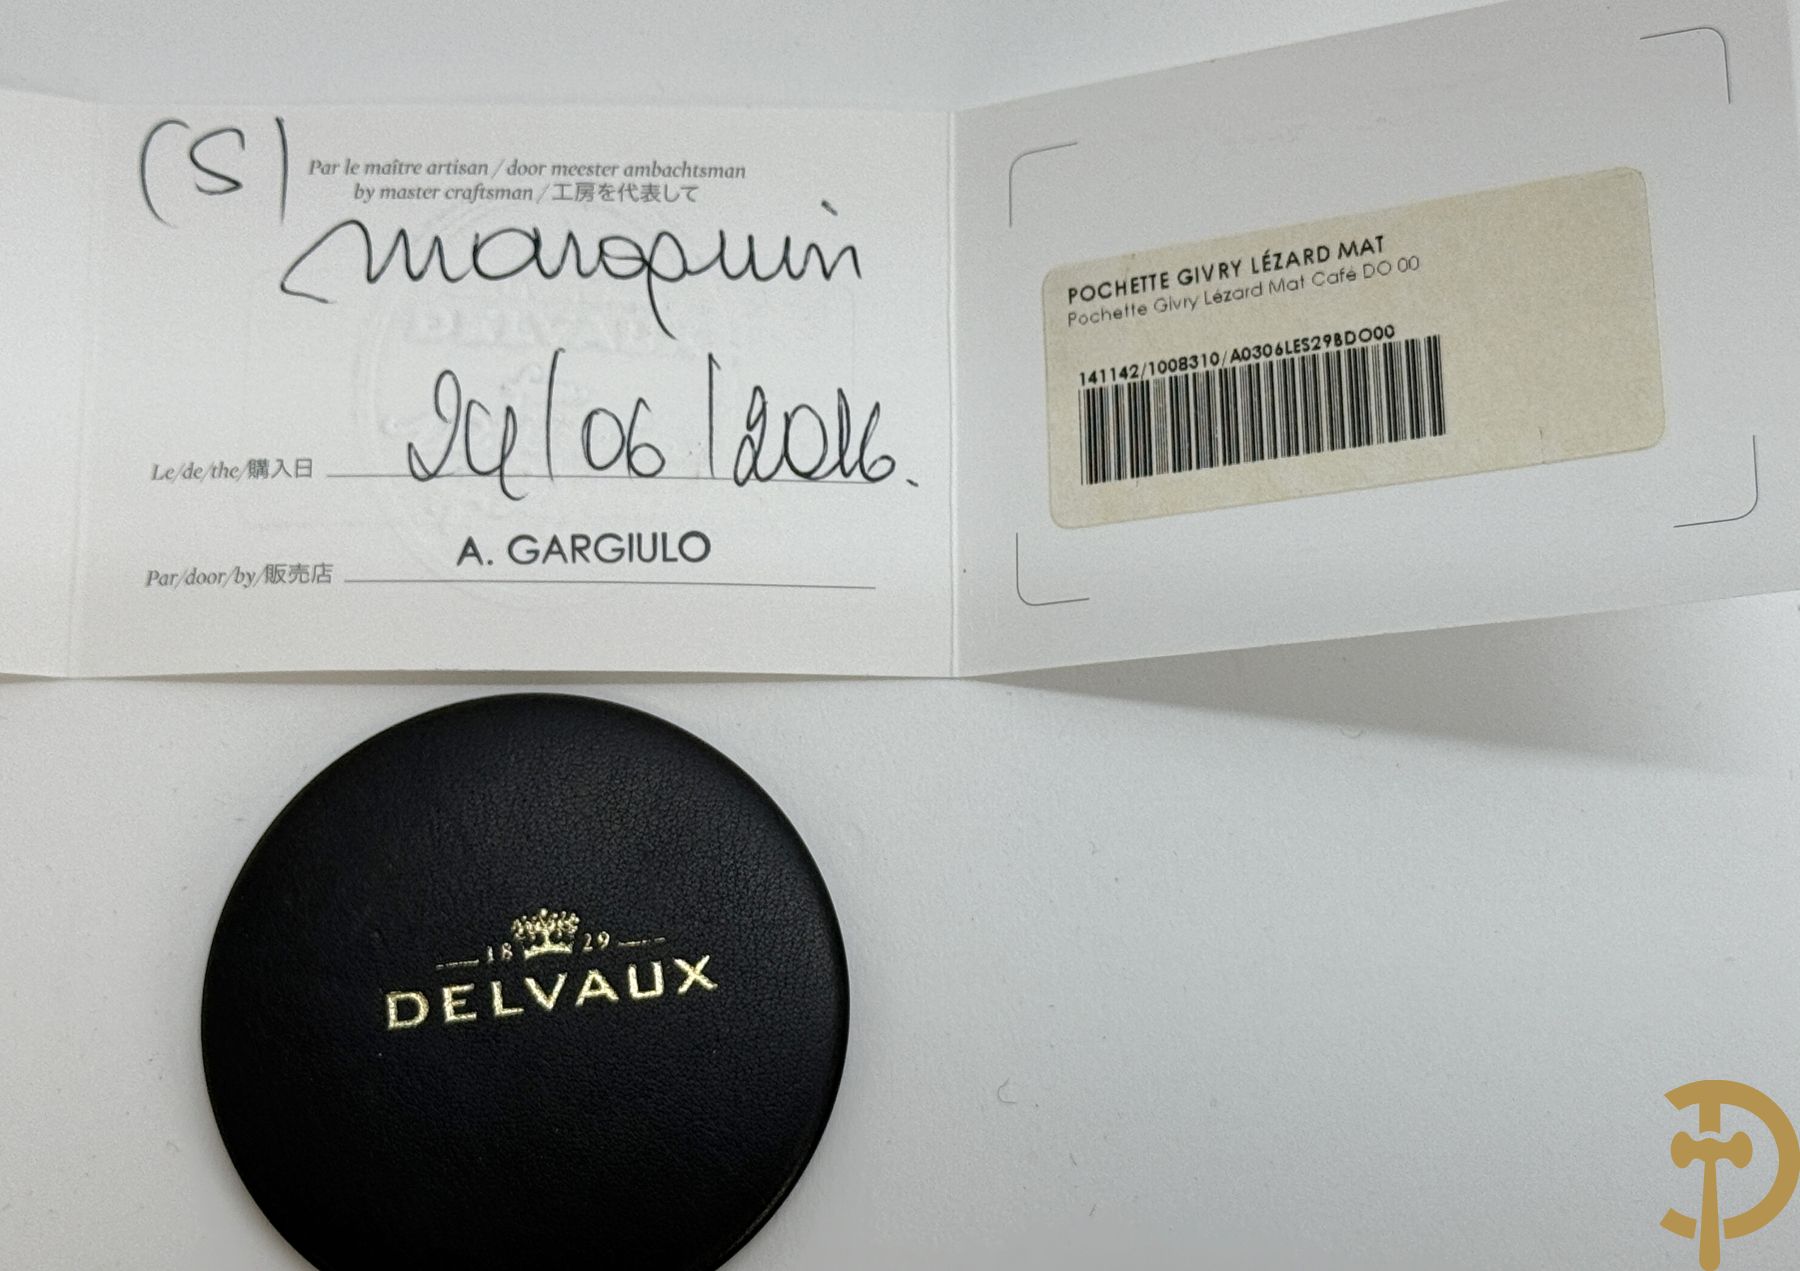 (S)
Par le maître artisan / door meester ambachtsman
by master craftsman / 工房を代表して
maroquin
Le/de/the/購入日 24/06/2016.
Par/door/by/販売店 A. GARGIULO
POCHETTE GIVRY LÉZARD MAT
Pochette Givry Lézard Mat Café DO 00
141142/1008310/A0306LES29BDO00
18 29
DELVAUX